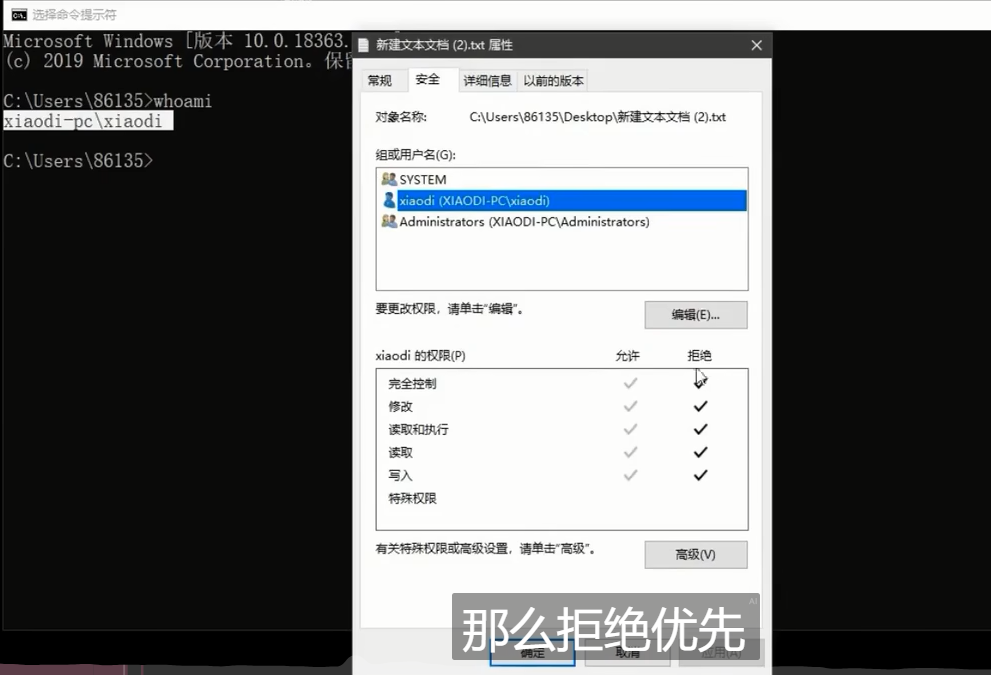 选择命令提示符
Microsoft Windows [版本 10.0.18363.
(c) 2019 Microsoft Corporation。保留
C:\Users\86135>whoami
xiaodi-pc\xiaodi
C:\Users\86135>
新建文本文档 (2).txt 属性
常规 安全 详细信息 以前的版本
对象名称: C:\Users\86135\Desktop\新建文本文档 (2).txt
组或用户名(G):
SYSTEM
xiaodi (XIAODI-PC\xiaodi)
Administrators (XIAODI-PC\Administrators)
要更改权限，请单击“编辑”。
编辑(E)...
xiaodi 的权限(P) 允许 拒绝
完全控制
修改
读取和执行
读取
写入
特殊权限
有关特殊权限或高级设置，请单击“高级”。
高级(V)
AI
那么拒绝优先
确定 取消 应用(A)